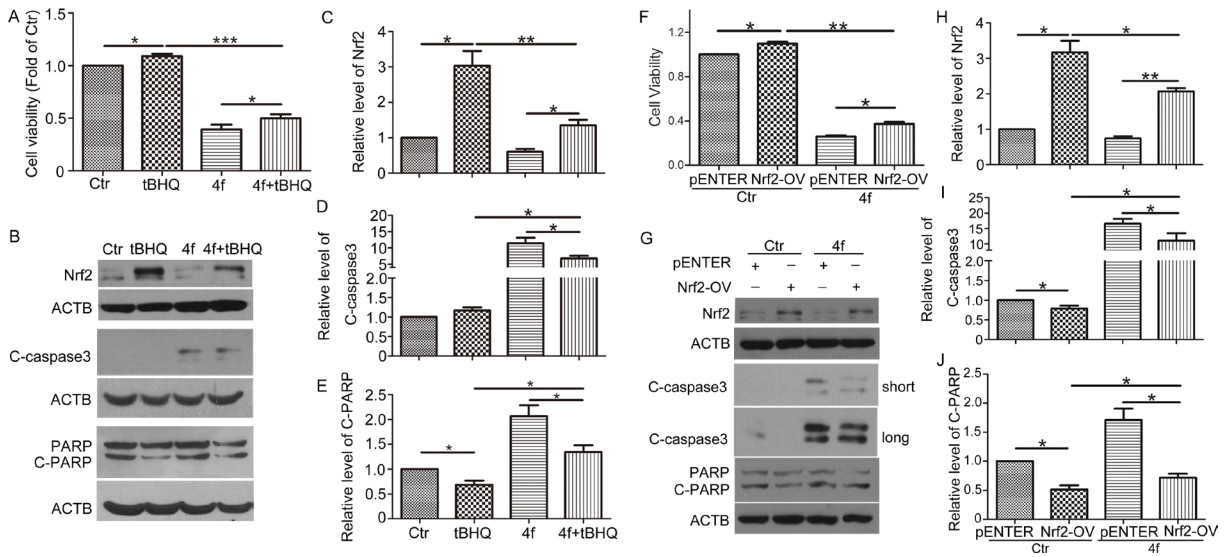 A
Cell viability (Fold of Ctr)
1.5
1.0
0.5
0
*
***
*
Ctr tBHQ 4f 4f+tBHQ
B
Ctr tBHQ 4f 4f+tBHQ
Nrf2
ACTB
C-caspase3
ACTB
PARP
C-PARP
ACTB
C
Relative level of Nrf2
4
3
2
1
0
*
**
*
D
Relative level of
C-caspase3
20
15
10
5
2.0
1.5
1.0
0.5
0.0
*
*
E
Relative level of C-PARP
2.5
2.0
1.5
1.0
0.5
0
*
*
*
Ctr tBHQ 4f 4f+tBHQ
F
Cell Viability
1.2
0.8
0.4
0.0
*
**
*
pENTER Nrf2-OV pENTER Nrf2-OV
Ctr 4f
G
Ctr 4f
pENTER + − + −
Nrf2-OV − + − +
Nrf2
ACTB
C-caspase3 short
C-caspase3 long
PARP
C-PARP
ACTB
H
Relative level of Nrf2
4
3
2
1
0
*
*
**
I
Relative level of
C-caspase3
20
15
10
5
2.0
1.5
1.0
0.5
0.0
*
*
*
J
Relative level of C-PARP
2.5
2.0
1.5
1.0
0.5
0.0
*
*
*
pENTER Nrf2-OV pENTER Nrf2-OV
Ctr 4f